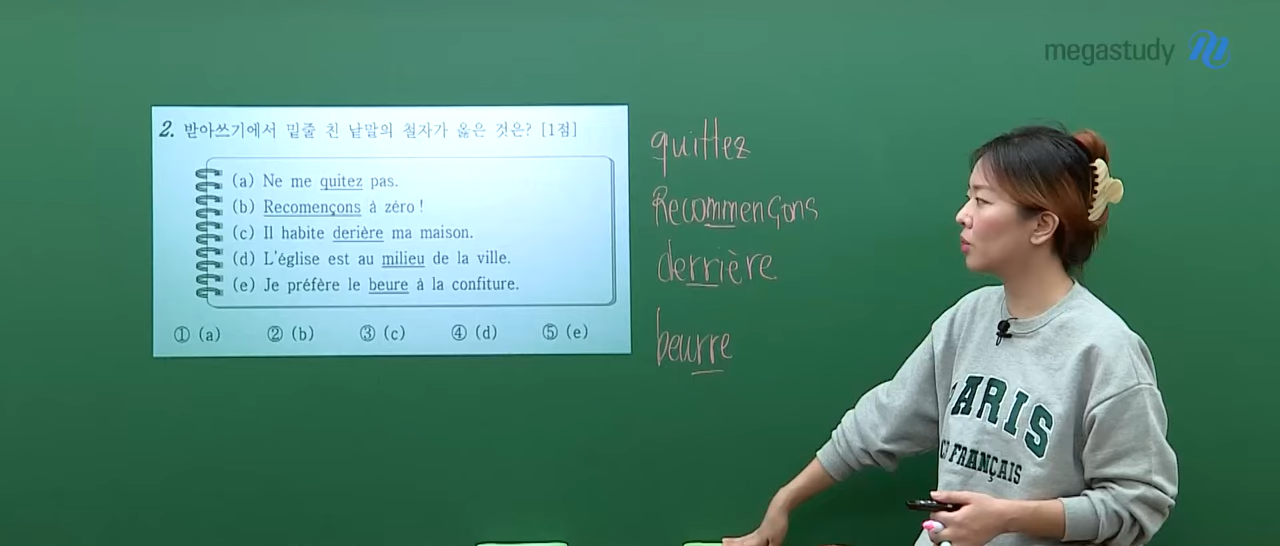 megastudy
2. 받아쓰기에서 밑줄 친 낱말의 철자가 옳은 것은? [1점]
(a) Ne me quitez pas.
(b) Recomençons à zéro !
(c) Il habite derière ma maison.
(d) L'église est au milieu de la ville.
(e) Je préfère le beure à la confiture.
① (a) ② (b) ③ (c) ④ (d) ⑤ (e)
quittez
Recommençons
derrière
beurre
ARIS
FRANÇAIS